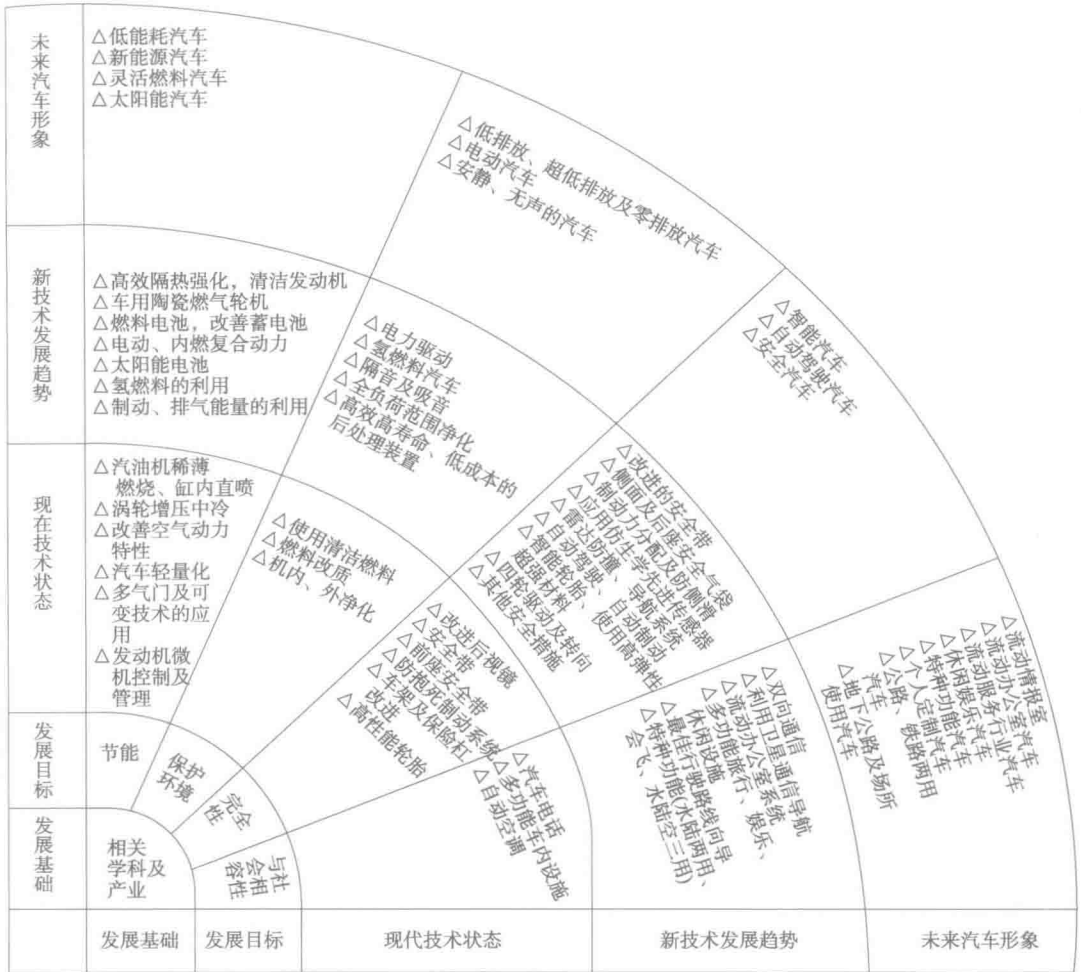 未来汽车形象
△低能耗汽车
△新能源汽车
△灵活燃料汽车
△太阳能汽车
△低排放、超低排放及零排放汽车
△电动汽车
△安静、无声的汽车
△智能汽车
△自动驾驶汽车
△安全汽车
△流动情报室
△流动办公室汽车
△流动服务行业汽车
△休闲娱乐汽车
△特种功能汽车
△个人定制汽车
△公路、铁路两用
汽车
△地下公路及场所
使用汽车
新技术发展趋势
△高效隔热强化，清洁发动机
△车用陶瓷燃气轮机
△燃料电池，改善蓄电池
△电动、内燃复合动力
△太阳能电池
△氢燃料的利用
△制动、排气能量的利用
△电力驱动
△氢燃料汽车
△隔音及吸音
△全负荷范围净化
△高效高寿命、低成本的
后处理装置
△改进的安全带
△侧面及后座安全气袋
△制动力分配及防侧滑
△应用仿生学先进传感器
△雷达防撞、导航系统
△自动驾驶、自动制动
△智能轮胎、使用高弹性
超强材料
△四轮驱动及转向
△其他安全措施
△双向通信
△利用卫星通信导航
△流动办公室系统
△多功能旅行、娱乐、
休闲设施
△最佳行驶路线向导
△特种功能(水陆两用、
会飞、水陆空三用)
现在技术状态
△汽油机稀薄
燃烧、缸内直喷
△涡轮增压中冷
△改善空气动力
特性
△汽车轻量化
△多气门及可
变技术的应
用
△发动机微
机控制及
管理
△使用清洁燃料
△燃料改质
△机内、外净化
△改进后视镜
△安全带
△前座安全带
△防抱死制动系统
△车架及保险杠
改进
△高性能轮胎
△汽车电话
△多功能车内设施
△自动空调
发展目标
节能
保护
环境
完全
性
与社
会相
容性
发展基础
相关
学科及
产业
发展基础
发展目标
现代技术状态
新技术发展趋势
未来汽车形象